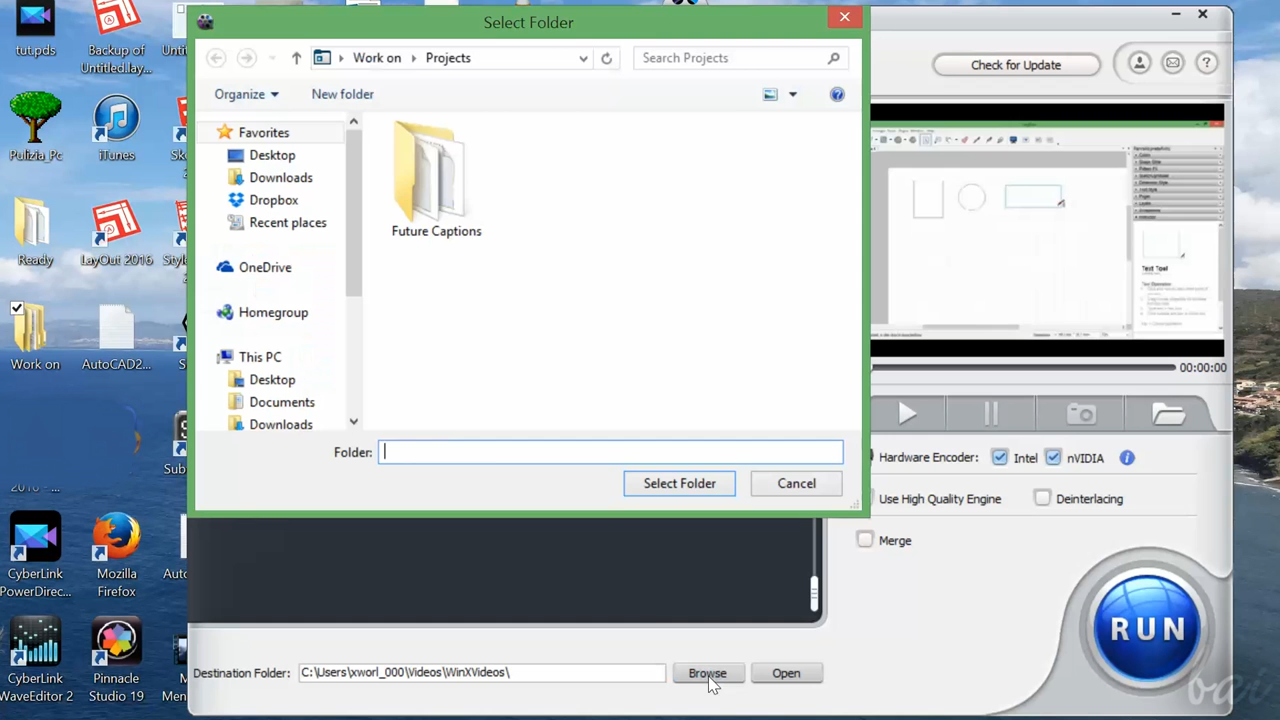 Select Folder
Work on
Projects
Search Projects
Organize
New folder
Favorites
Desktop
Downloads
Dropbox
Recent places
OneDrive
Homegroup
This PC
Desktop
Documents
Downloads
Future Captions
Folder:
Select Folder
Cancel
Check for Update
Text Tool
00:00:00
Hardware Encoder:
Intel
nVIDIA
Use High Quality Engine
Deinterlacing
Merge
RUN
Destination Folder:
C:\Users\xworl_000\Videos\WinXVideos\
Browse
Open
tut.pds
Backup of
Untitled.lay...
Pulizia_Pc
iTunes
Ready
LayOut 2016
Work on
AutoCAD2...
CyberLink
PowerDirec...
Mozilla
Firefox
CyberLink
WaveEditor 2
Pinnacle
Studio 19